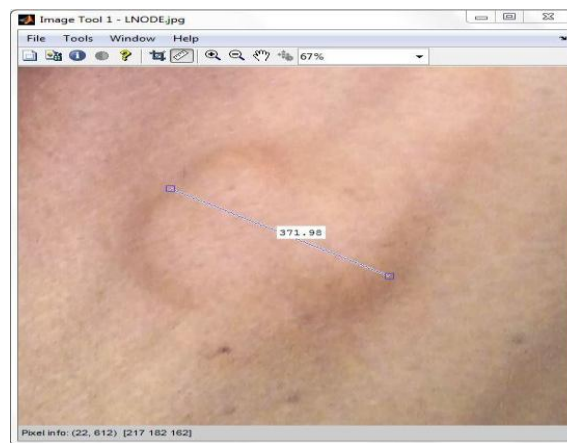 Image Tool 1 - LNODE.jpg
File Tools Window Help
67%
371.98
Pixel info: (22, 612) [217 182 162]